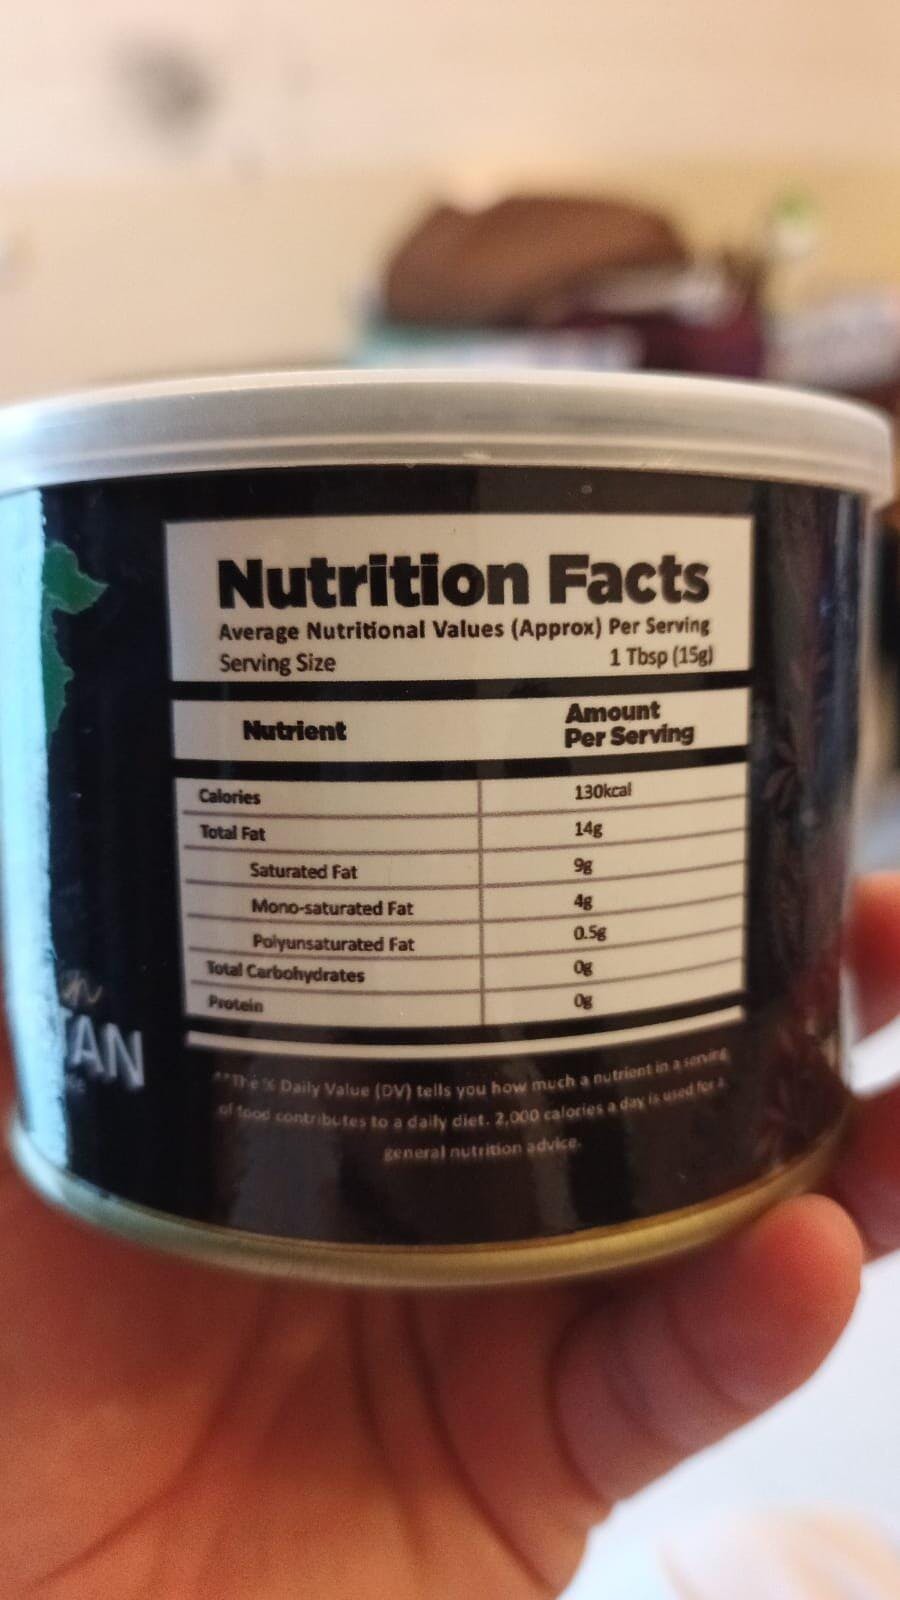 Nutrition Facts
Average Nutritional Values (Approx) Per Serving
Serving Size 1 Tbsp (15g)
Nutrient Amount Per Serving
Calories 130kcal
Total Fat 14g
Saturated Fat 9g
Mono-saturated Fat 4g
Polyunsaturated Fat 0.5g
Total Carbohydrates 0g
Protein 0g
**The % Daily Value (DV) tells you how much a nutrient in a serving
of food contributes to a daily diet. 2,000 calories a day is used for a
general nutrition advice.